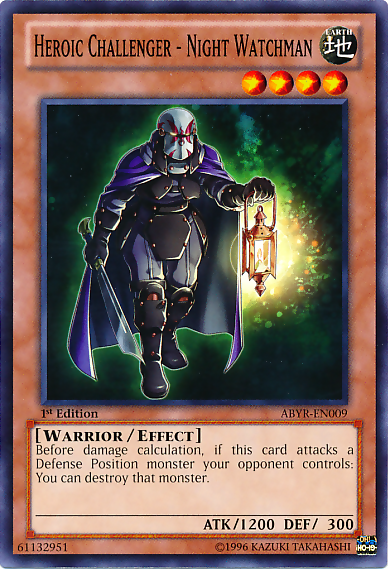 HEROIC CHALLENGER - NIGHT WATCHMAN
EARTH
地
1st Edition
ABYR-EN009
[WARRIOR/EFFECT]
Before damage calculation, if this card attacks a
Defense Position monster your opponent controls:
You can destroy that monster.
ATK/1200 DEF/ 300
61132951
©1996 KAZUKI TAKAHASHI